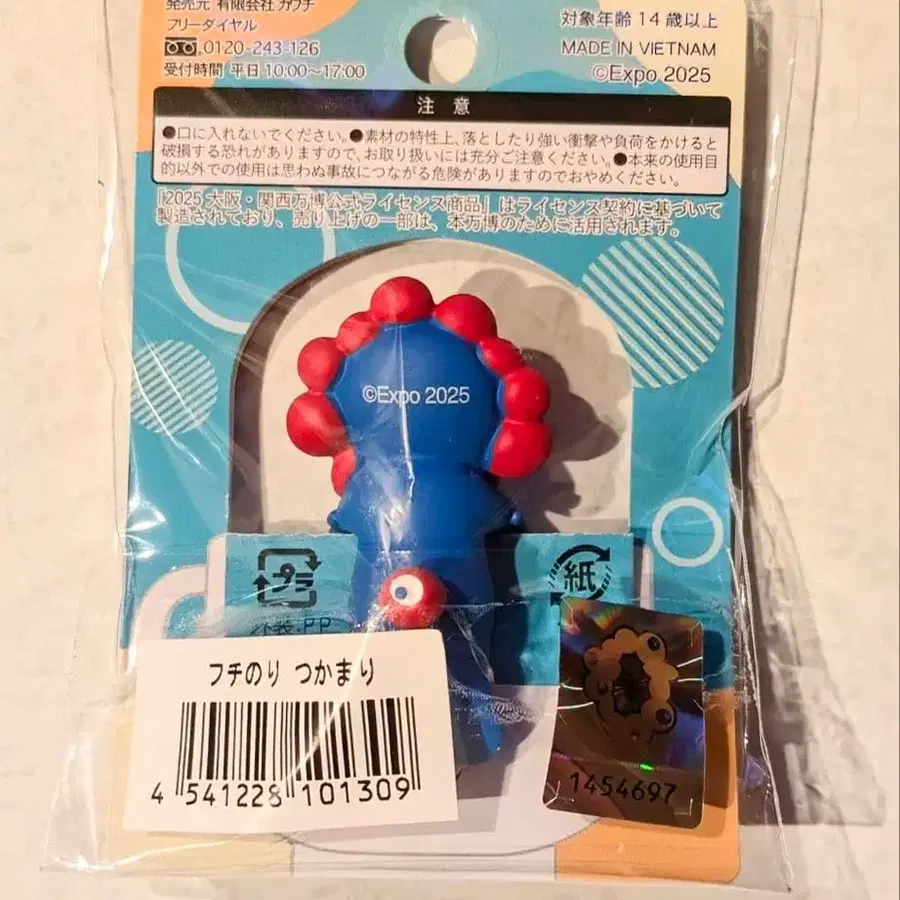 発売元 有限会社 カワナ
フリーダイヤル
0120-243-126
受付時間 平日 10:00〜17:00
対象年齢 14 歳以上
MADE IN VIETNAM
©Expo 2025
注 意
●口に入れないでください。●素材の特性上、落としたり強い衝撃や負荷をかけると
破損する恐れがありますので、お取り扱いには充分ご注意ください。●本来の使用目
的以外での使用は思わぬ事故につながる危険がありますのでおやめください。
「2025 大阪・関西万博公式ライセンス商品」はライセンス契約に基づいて
製造されており、売り上げの一部は、本万博のために活用されます。
©Expo 2025
プラ
外装:PP
紙
フチのり つかまり
4 541228 101309
1454697